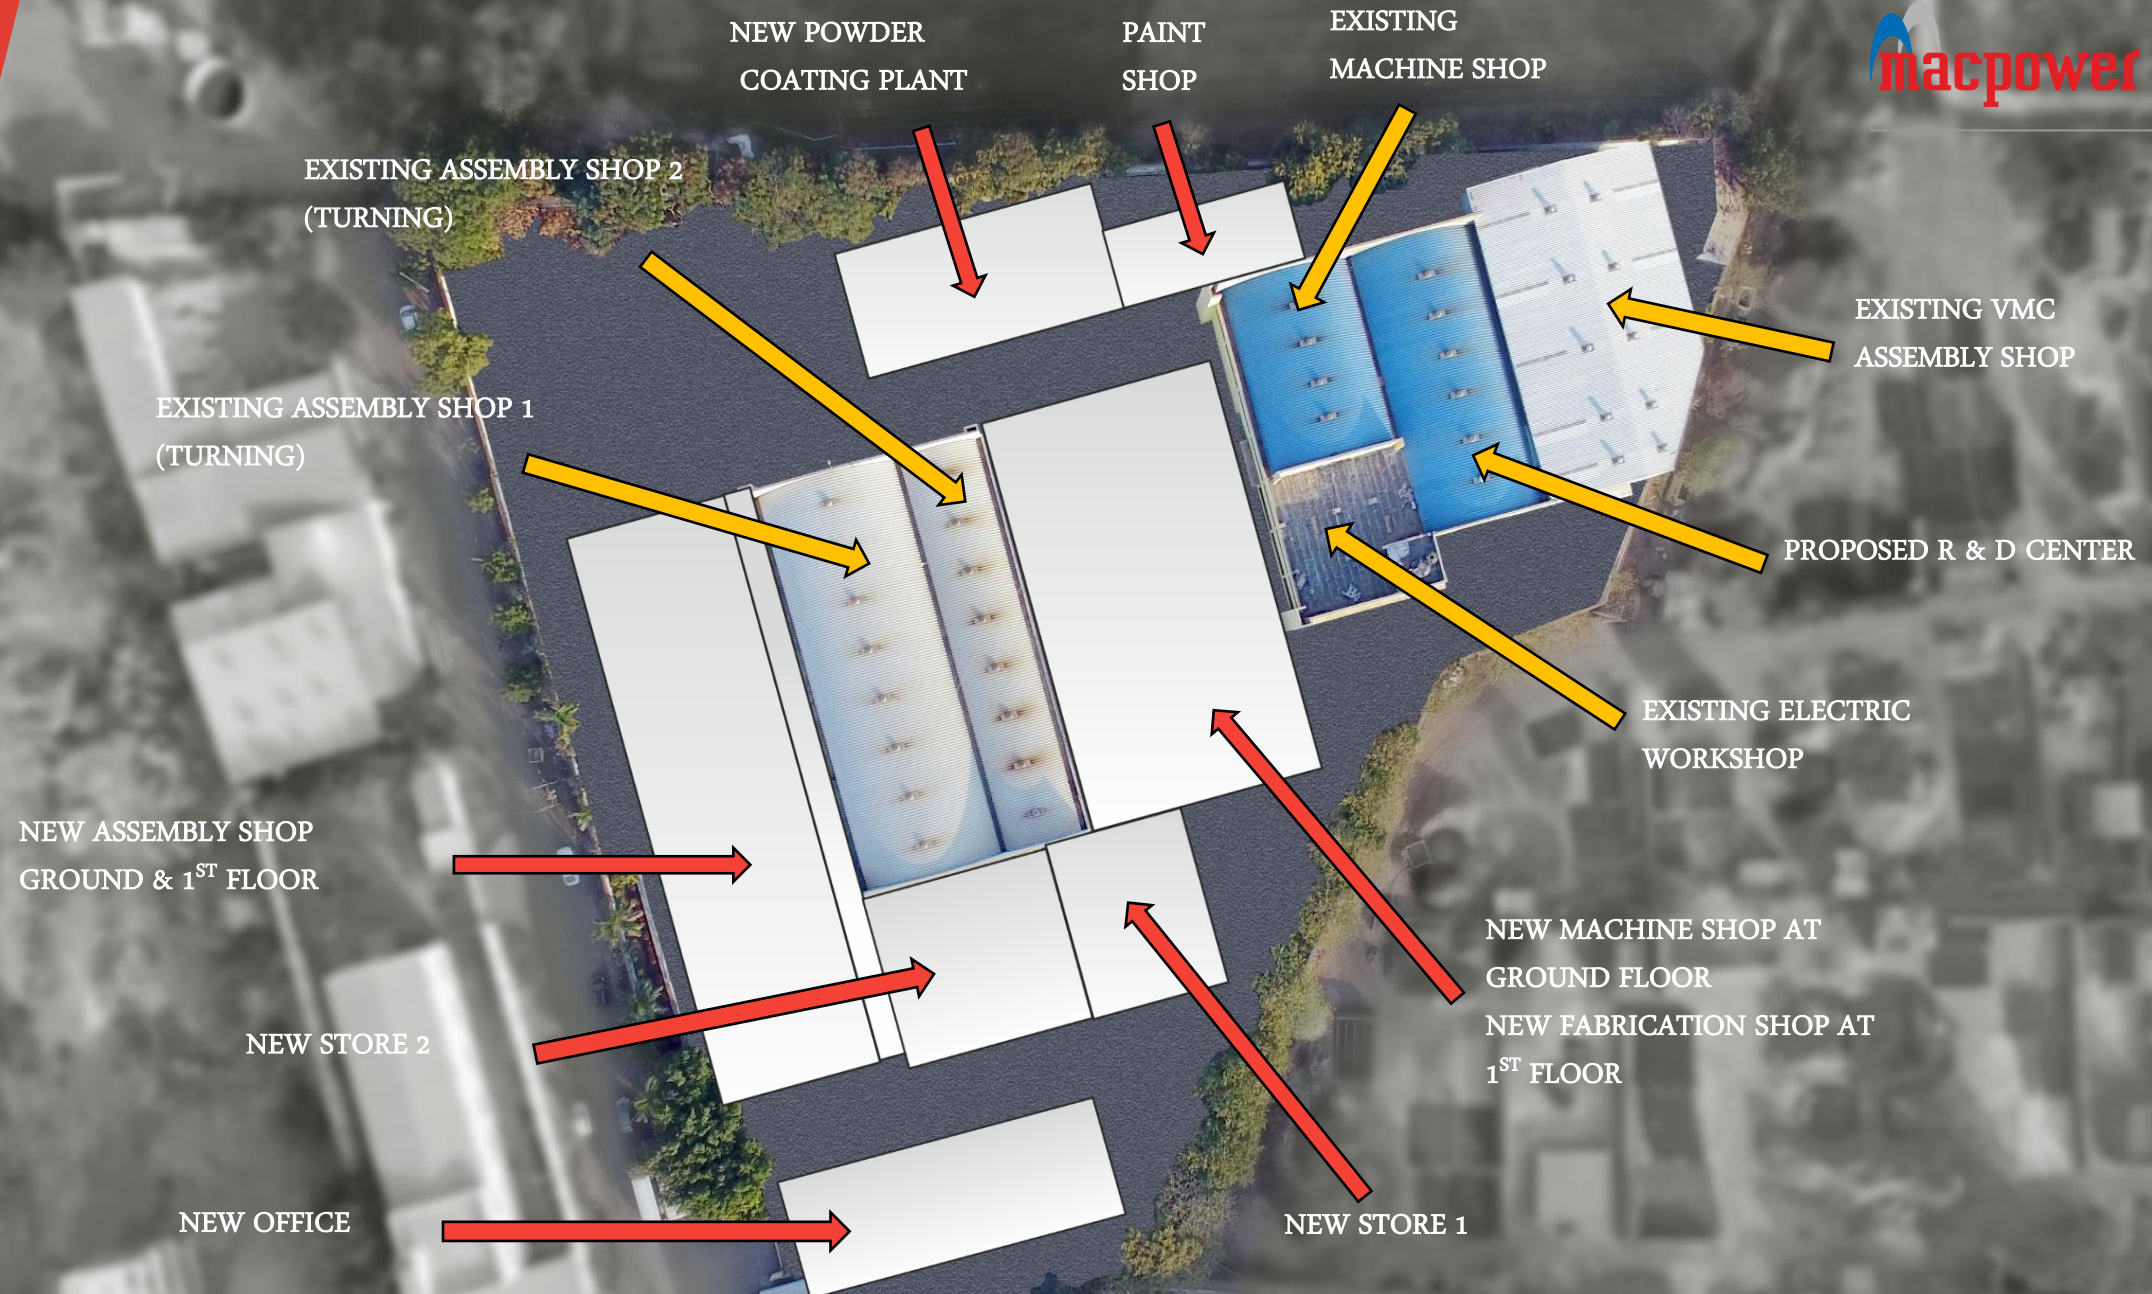 NEW POWDER
COATING PLANT
PAINT
SHOP
EXISTING
MACHINE SHOP
macpower
EXISTING ASSEMBLY SHOP 2
(TURNING)
EXISTING VMC
ASSEMBLY SHOP
EXISTING ASSEMBLY SHOP 1
(TURNING)
PROPOSED R & D CENTER
EXISTING ELECTRIC
WORKSHOP
NEW ASSEMBLY SHOP
GROUND & 1ST FLOOR
NEW MACHINE SHOP AT
GROUND FLOOR
NEW FABRICATION SHOP AT
1ST FLOOR
NEW STORE 2
NEW OFFICE
NEW STORE 1